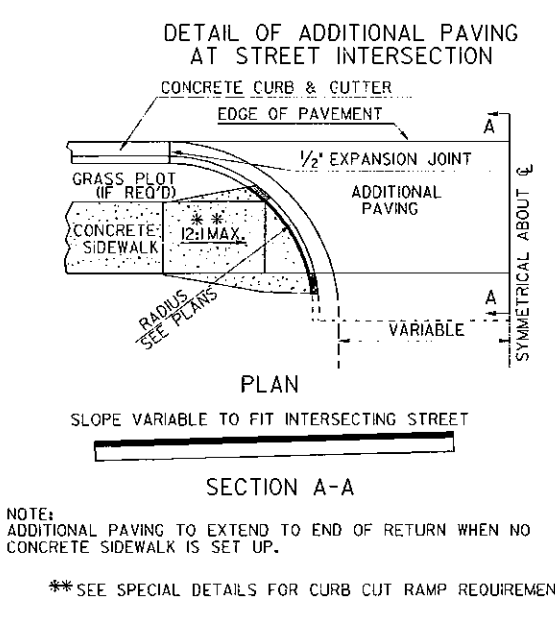 DETAIL OF ADDITIONAL PAVING
AT STREET INTERSECTION
CONCRETE CURB & GUTTER
EDGE OF PAVEMENT
A
1/2" EXPANSION JOINT
GRASS PLOT
(IF REQ'D)
ADDITIONAL
PAVING
CONCRETE
SIDEWALK
**
12:1 MAX.
SYMMETRICAL ABOUT ℄
RADIUS
SEE PLANS
A
VARIABLE
PLAN
SLOPE VARIABLE TO FIT INTERSECTING STREET
SECTION A-A
NOTE:
ADDITIONAL PAVING TO EXTEND TO END OF RETURN WHEN NO
CONCRETE SIDEWALK IS SET UP.
** SEE SPECIAL DETAILS FOR CURB CUT RAMP REQUIREMEN